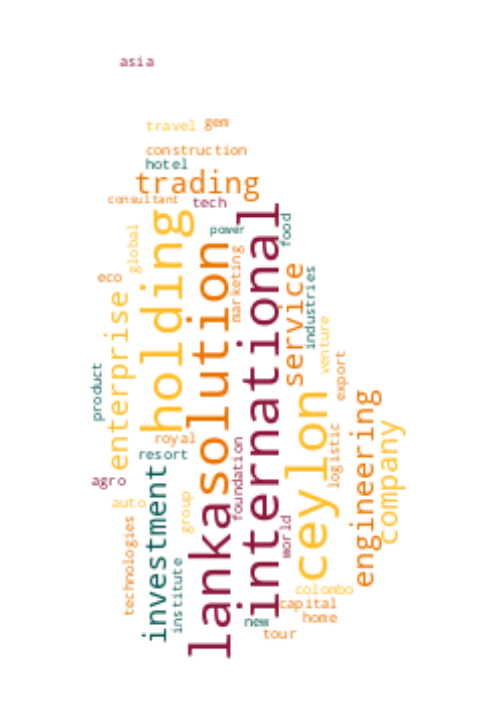 asia
travel
gem
construction
hotel
trading
consultant
tech
holding
international
food
global
power
solution
marketing
eco
service
industries
enterprise
venture
product
export
ceylon
engineering
royal
company
logistic
resort
foundation
agro
investment
group
auto
lanka
technologies
world
institute
colombo
capital
new
home
tour